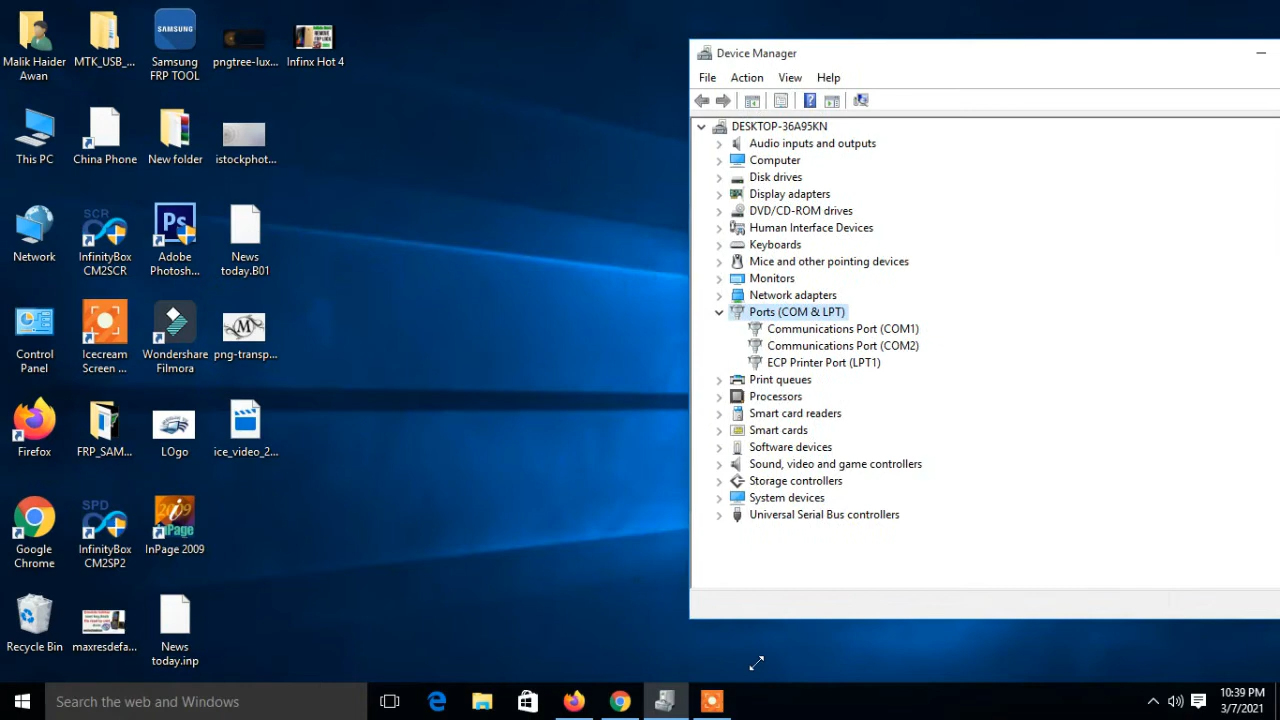 Malik Haider
Awan
MTK_USB_...
SAMSUNG
Samsung
FRP TOOL
pngtree-lux...
Infinx Hot 4
This PC
China Phone
New folder
istockphot...
Network
SCR
InfinityBox
CM2SCR
Ps
Adobe
Photosh...
News
today.B01
Control
Panel
Icecream
Screen ...
Wondershare
Filmora
M
png-transp...
Firefox
FRP_SAM...
LOgo
ice_video_2...
Google
Chrome
SPD
InfinityBox
CM2SP2
2009
InPage
InPage 2009
Recycle Bin
maxresdefa...
News
today.inp
Device Manager
File Action View Help
DESKTOP-36A95KN
Audio inputs and outputs
Computer
Disk drives
Display adapters
DVD/CD-ROM drives
Human Interface Devices
Keyboards
Mice and other pointing devices
Monitors
Network adapters
Ports (COM & LPT)
Communications Port (COM1)
Communications Port (COM2)
ECP Printer Port (LPT1)
Print queues
Processors
Smart card readers
Smart cards
Software devices
Sound, video and game controllers
Storage controllers
System devices
Universal Serial Bus controllers
Search the web and Windows
10:39 PM
3/7/2021